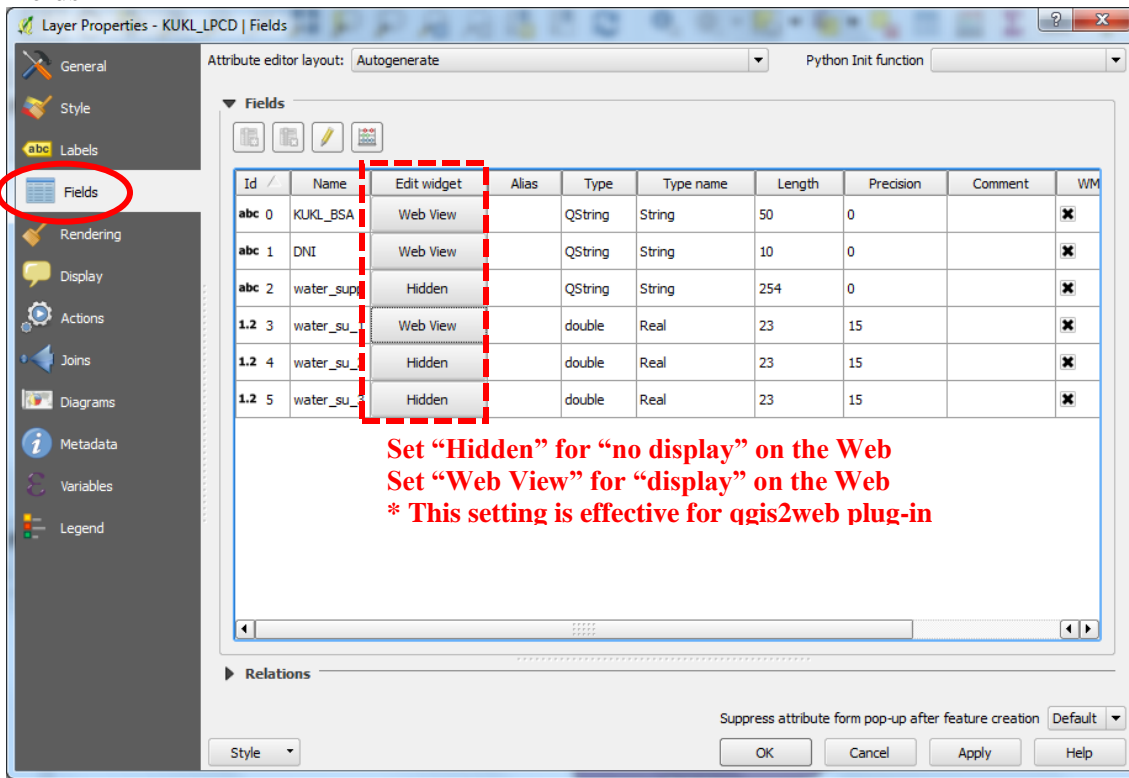 Layer Properties - KUKL_LPCD | Fields
General
Style
abc Labels
Fields
Rendering
Display
Actions
Joins
Diagrams
Metadata
Variables
Legend
Attribute editor layout: Autogenerate Python Init function
Fields
Id Name Edit widget Alias Type Type name Length Precision Comment WM
abc 0 KUKL_BSA Web View QString String 50 0
abc 1 DNI Web View QString String 10 0
abc 2 water_supp Hidden QString String 254 0
1.2 3 water_su_1 Web View double Real 23 15
1.2 4 water_su_2 Hidden double Real 23 15
1.2 5 water_su_3 Hidden double Real 23 15
Set “Hidden” for “no display” on the Web
Set “Web View” for “display” on the Web
* This setting is effective for qgis2web plug-in
Relations
Suppress attribute form pop-up after feature creation Default
Style OK Cancel Apply Help